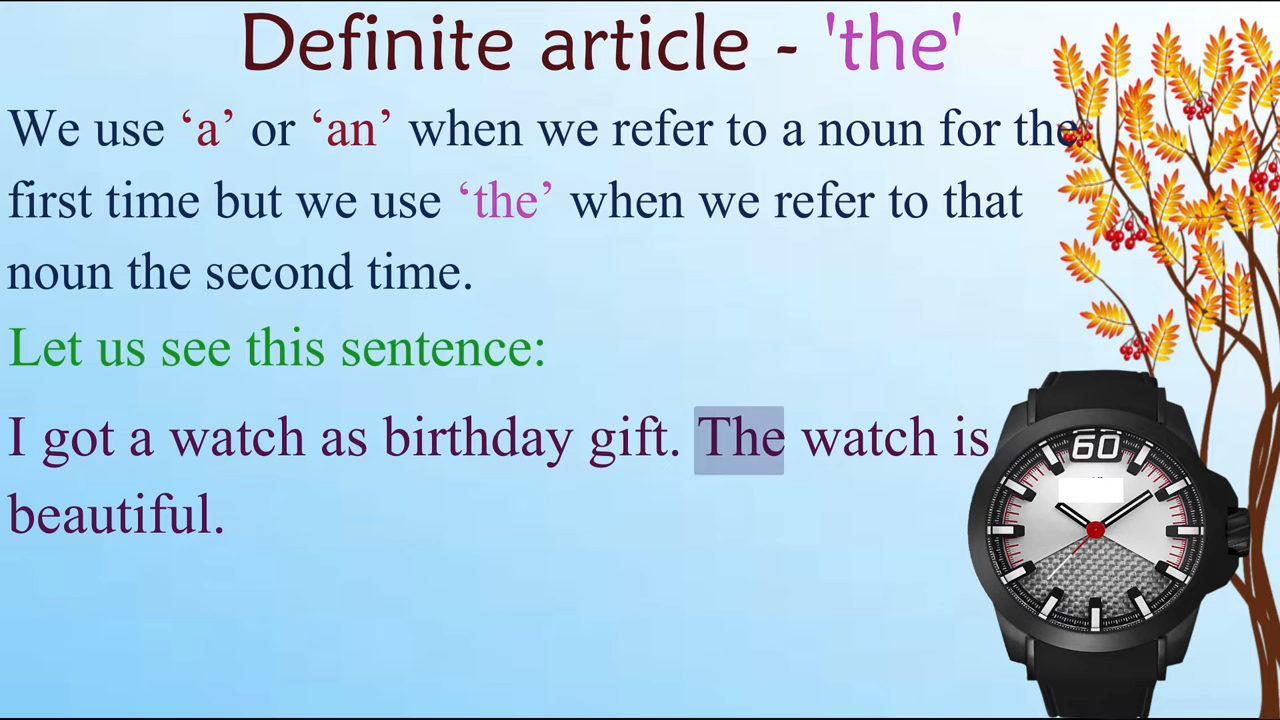 Definite article - 'the'
We use ‘a’ or ‘an’ when we refer to a noun for the
first time but we use ‘the’ when we refer to that
noun the second time.
Let us see this sentence:
I got a watch as birthday gift. The watch is
beautiful.
60